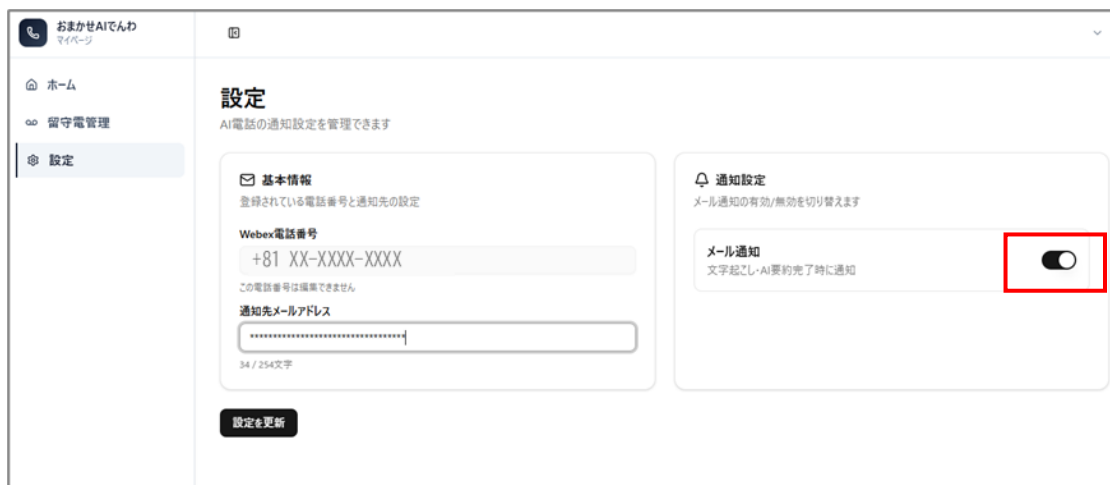 おまかせAIでんわ
マイページ
ホーム
留守電管理
設定
設定
AI電話の通知設定を管理できます
基本情報
登録されている電話番号と通知先の設定
Webex電話番号
+81 XX-XXXX-XXXX
この電話番号は編集できません
通知先メールアドレス
**********************************
34 / 254文字
設定を更新
通知設定
メール通知の有効/無効を切り替えます
メール通知
文字起こし・AI要約完了時に通知